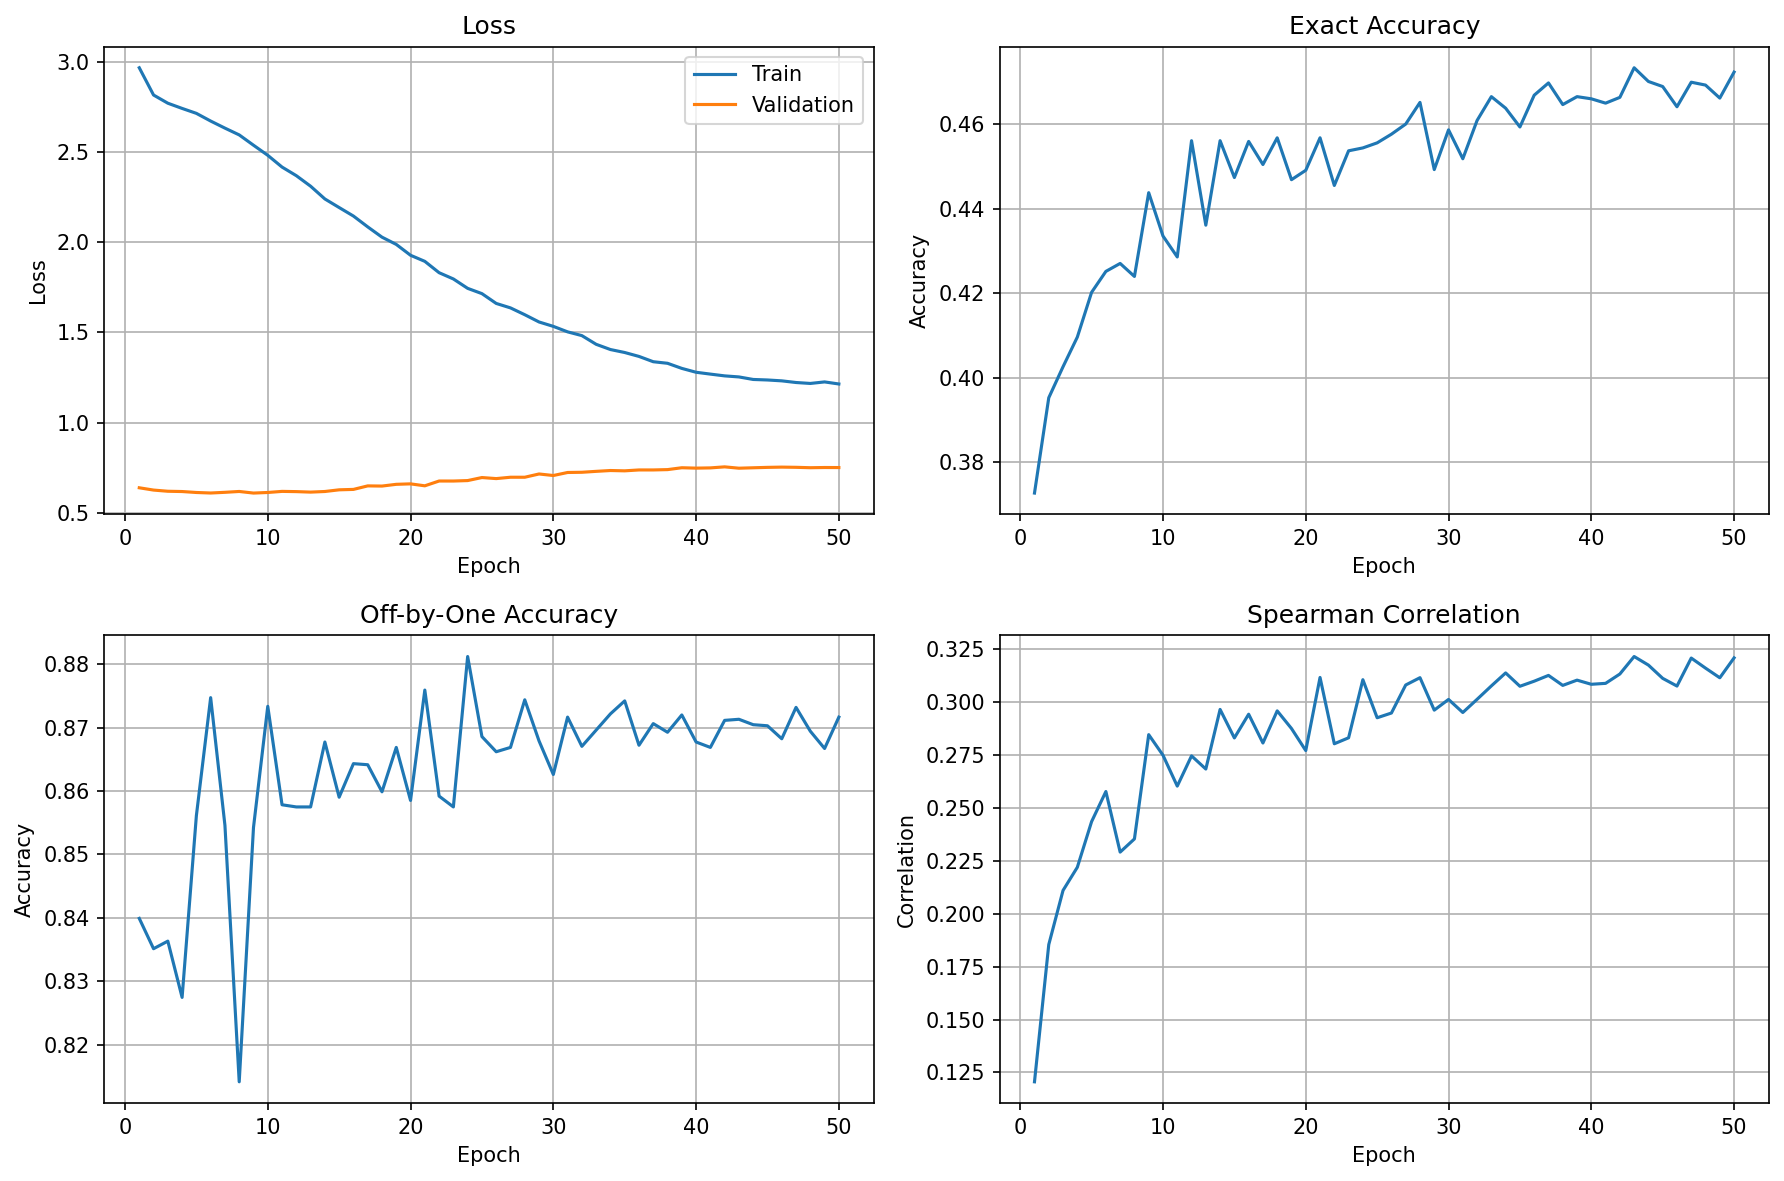 Loss
3.0
2.5
2.0
1.5
1.0
0.5
Loss
Train
Validation
0 10 20 30 40 50
Epoch
Exact Accuracy
0.46
0.44
0.42
0.40
0.38
Accuracy
0 10 20 30 40 50
Epoch
Off-by-One Accuracy
0.88
0.87
0.86
0.85
0.84
0.83
0.82
Accuracy
0 10 20 30 40 50
Epoch
Spearman Correlation
0.325
0.300
0.275
0.250
0.225
0.200
0.175
0.150
0.125
Correlation
0 10 20 30 40 50
Epoch